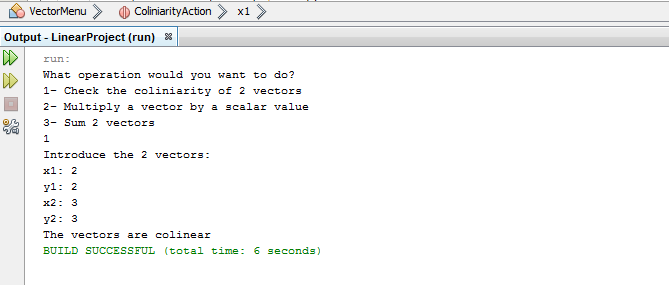 VectorMenu ColiniarityAction x1
Output - LinearProject (run)
run:
What operation would you want to do?
1- Check the coliniarity of 2 vectors
2- Multiply a vector by a scalar value
3- Sum 2 vectors
1
Introduce the 2 vectors:
x1: 2
y1: 2
x2: 3
y2: 3
The vectors are colinear
BUILD SUCCESSFUL (total time: 6 seconds)